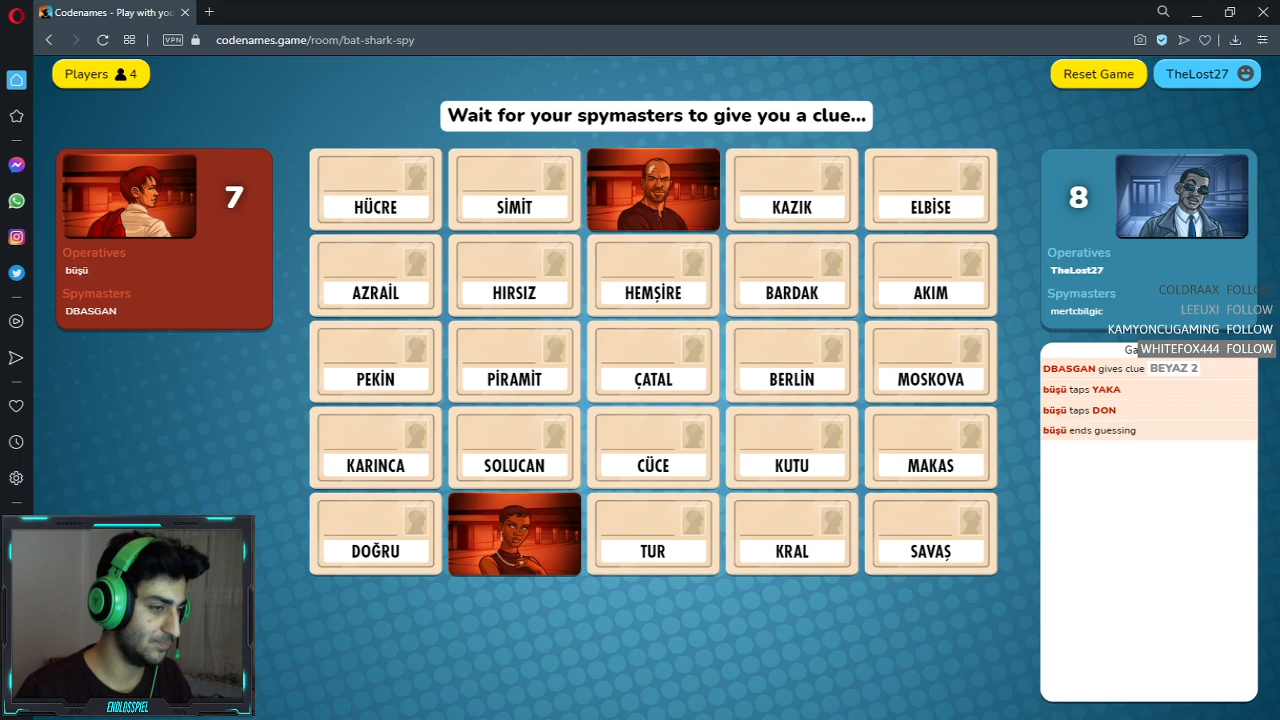 Codenames - Play with you
codenames.game/room/bat-shark-spy
VPN
Players 4
Reset Game
TheLost27
Wait for your spymasters to give you a clue...
7
Operatives
büşü
Spymasters
DBASGAN
HÜCRE
SİMİT
KAZIK
ELBİSE
AZRAİL
HIRSIZ
HEMŞİRE
BARDAK
AKIM
PEKİN
PİRAMİT
ÇATAL
BERLİN
MOSKOVA
KARINCA
SOLUCAN
CÜCE
KUTU
MAKAS
DOĞRU
TUR
KRAL
SAVAŞ
8
Operatives
TheLost27
Spymasters
mertcbilgic
COLDRAAX FOLLOW
LEEUXI FOLLOW
KAMYONCUGAMING FOLLOW
WHITEFOX444 FOLLOW
DBASGAN gives clue BEYAZ 2
büşü taps YAKA
büşü taps DON
büşü ends guessing
ENDLOSSPIEL